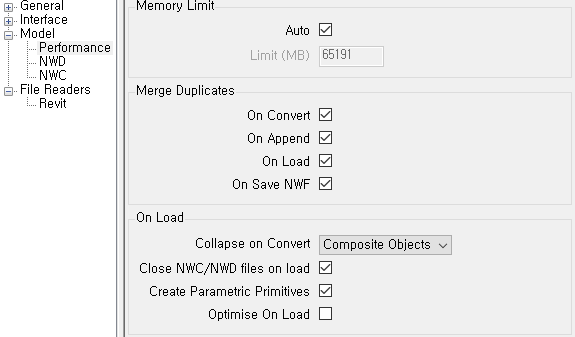 General
Interface
Model
Performance
NWD
NWC
File Readers
Revit
Memory Limit
Auto
Limit (MB) 65191
Merge Duplicates
On Convert
On Append
On Load
On Save NWF
On Load
Collapse on Convert Composite Objects
Close NWC/NWD files on load
Create Parametric Primitives
Optimise On Load